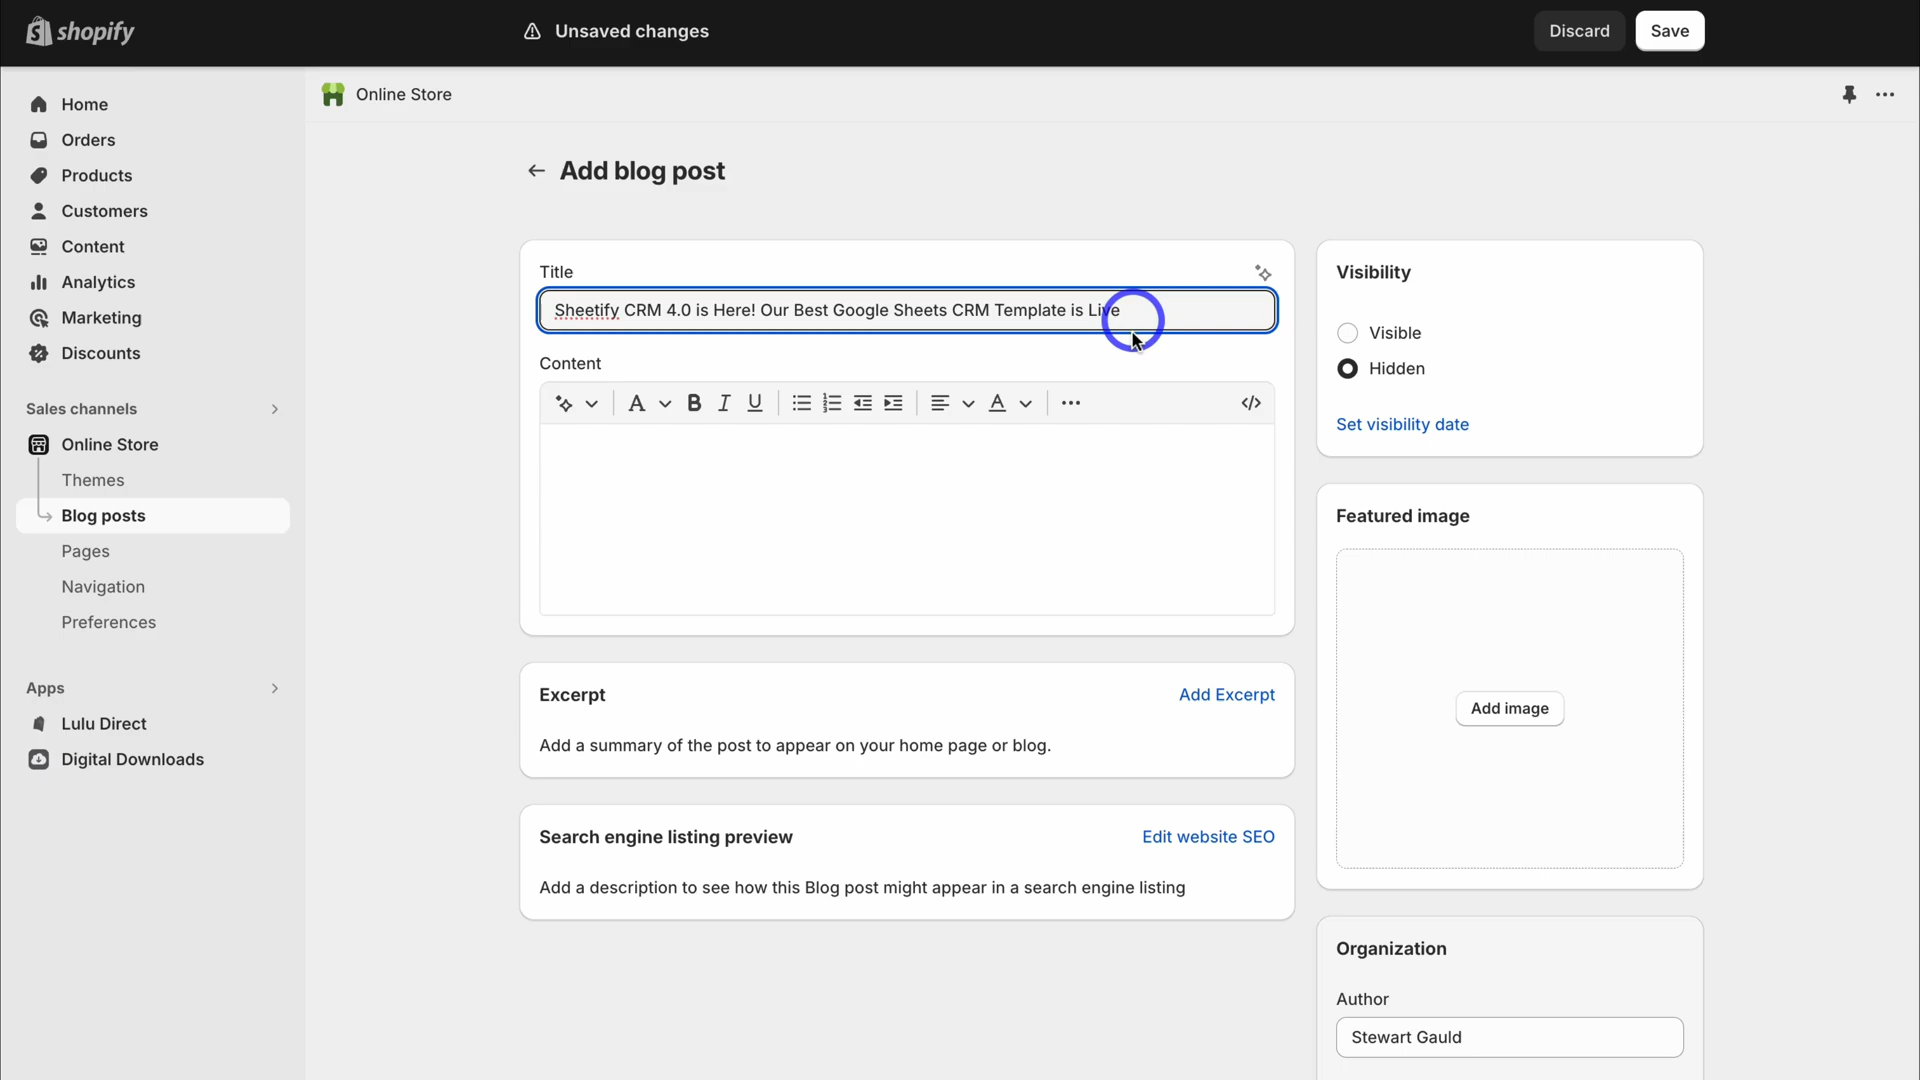 shopify
Unsaved changes
Discard
Save
Home
Orders
Products
Customers
Content
Analytics
Marketing
Discounts
Sales channels
Online Store
Themes
Blog posts
Pages
Navigation
Preferences
Apps
Lulu Direct
Digital Downloads
Online Store
Add blog post
Title
Sheetify CRM 4.0 is Here! Our Best Google Sheets CRM Template is Live
Content
A B I U A ... </>
Excerpt
Add Excerpt
Add a summary of the post to appear on your home page or blog.
Search engine listing preview
Edit website SEO
Add a description to see how this Blog post might appear in a search engine listing
Visibility
Visible
Hidden
Set visibility date
Featured image
Add image
Organization
Author
Stewart Gauld